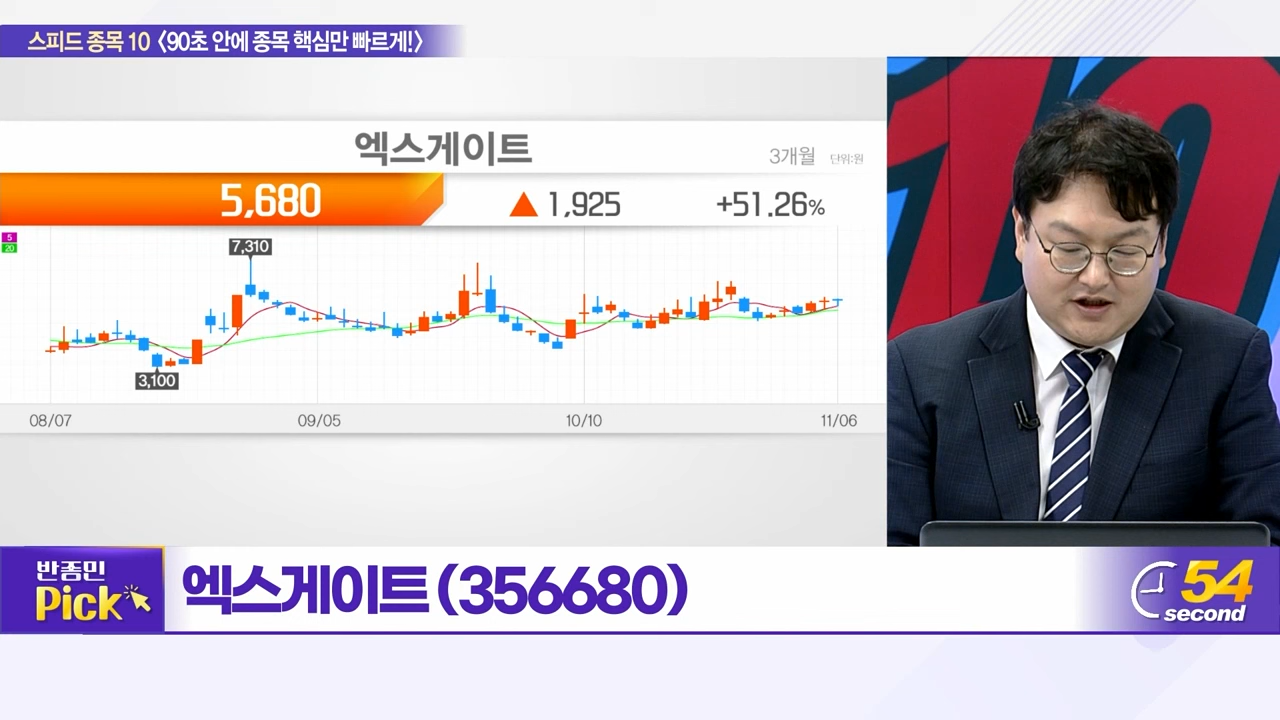 스피드 종목 10 〈90초 안에 종목 핵심만 빠르게!〉
엑스게이트
3개월 단위:원
5,680 ▲ 1,925 +51.26%
5
20
7,310
3,100
08/07 09/05 10/10 11/06
반종민
Pick
엑스게이트(356680)
54
second